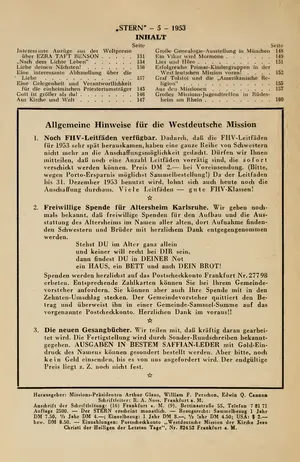 „STERN" – 5 – 1953
INHALT
Seite
Interessante Auszüge aus der Weltpresse
über EZRA TAFT BENSON . . . 131
„Nach dem Lichte Leben" . . . 134
Liebe deinen Nächsten! . . . 136
Eine interessante Abhandlung über die
Liebe . . . 137
Eine Gelegenheit und Verantwortlichkeit
für die einheimischen Priestertumsträger 145
Gott ist größer als die . . . 146
Aus Kirche und Welt . . . 147
Seite
Große Genealogie-Ausstellung in München 148
Ein Vikar wird Mormone . . . 149
Lies und Höre . . . 151
Erfolgreiche Primar-Kindergruppen in der
Westdeutschen Mission voran! . . . 152
Graf Tolstoi und die „Amerikanische Re-
ligion" . . . 155
Aus den Missionen . . . 157
Großes Missions-Jugendtreffen in Rüdes-
heim am Rhein . . . 160
Allgemeine Hinweise für die Westdeutsche Mission
1. Noch FHV-Leitfäden verfügbar. Dadurch, daß die FHV-Leitfäden
für 1953 sehr spät herauskamen, haben eine ganze Reihe von Schwestern
nicht mehr an die Anschaffungsmöglichkeit gedacht. Dürfen wir Ihnen
mitteilen, daß noch eine Anzahl Leitfäden vorrätig sind, die sofort
verschickt werden können. Preis DM 2.— bei Voreinsendung. (Bitte,
wegen Porto-Ersparnis möglichst Sammelbestellung!) Da der Leitfaden
bis 31. Dezember 1953 benutzt wird, lohnt sich auch heute noch die
Anschaffung durchaus. Viele Leitfäden — gute FHV-Klassen!
☆
2. Freiwillige Spende für Altersheim Karlsruhe. Wir geben noch-
mals bekannt, daß freiwillige Spenden für den Aufbau und die Aus-
stattung des Altersheims im Namen aller alten, dort Aufnahme finden-
den Schwestern und Brüder mit herzlichem Dank entgegengenommen
werden.
Stehst DU im Alter ganz allein
und keiner will recht bei DIR sein,
dann findest DU in DEINER Not
ein HAUS, ein BETT und auch DEIN BROT!
Spenden werden herzlichst auf das Postscheckkonto Frankfurt Nr. 27798
erbeten. Entsprechende Zahlkarten können Sie bei Ihrem Gemeinde-
vorsteher anfordern. Sie können aber auch Ihre Spende mit in den
Zehnten-Umschlag stecken. Der Gemeindevorsteher quittiert den Be-
trag und überweist ihn in einer Gemeinde-Sammel-Summe auf das
vorgenannte Postscheckkonto. Herzlichen Dank im voraus!!
☆
3. Die neuen Gesangbücher. Wir teilen mit, daß kräftig daran gearbei-
tet wird. Die Fertigstellung wird durch Sonder-Rundschreiben bekannt-
gegeben. AUSGABEN IN BESTEM SAFFIAN-LEDER mit Gold-Ein-
druck des Namens können gesondert bestellt werden. Aber bitte, noch
kein Geld einsenden, bis es von uns angefordert wird. Der endgültige
Preis liegt z. Z. noch nicht fest.
☆
Herausgeber: Missions-Präsidenten Arthur Glaus, William F. Perschon, Edwin Q. Cannon
Schriftleiter: R. A. Noss, Frankfurt a. M.
Anschrift der Schriftleitung: (16) Frankfurt a. M. (9), Bettinastraße 55, Telefon 7 81 71
Auflage 2500. – Der STERN erscheint monatlich. – Bezugsrecht: Sammelbezug 1 Jahr
DM 7.50, ½ Jahr DM 4.—, Einzelbezug: 1 Jahr DM 8.—, ½ Jahr DM 4.50; USA: $ 2.—
bzw. DM 8.50. — Einzahlungen: Postscheckkonto „Westdeutsche Mission der Kirche Jesu
Christi der Heiligen der Letzten Tage", Nr. 82452 Frankfurt a. M.